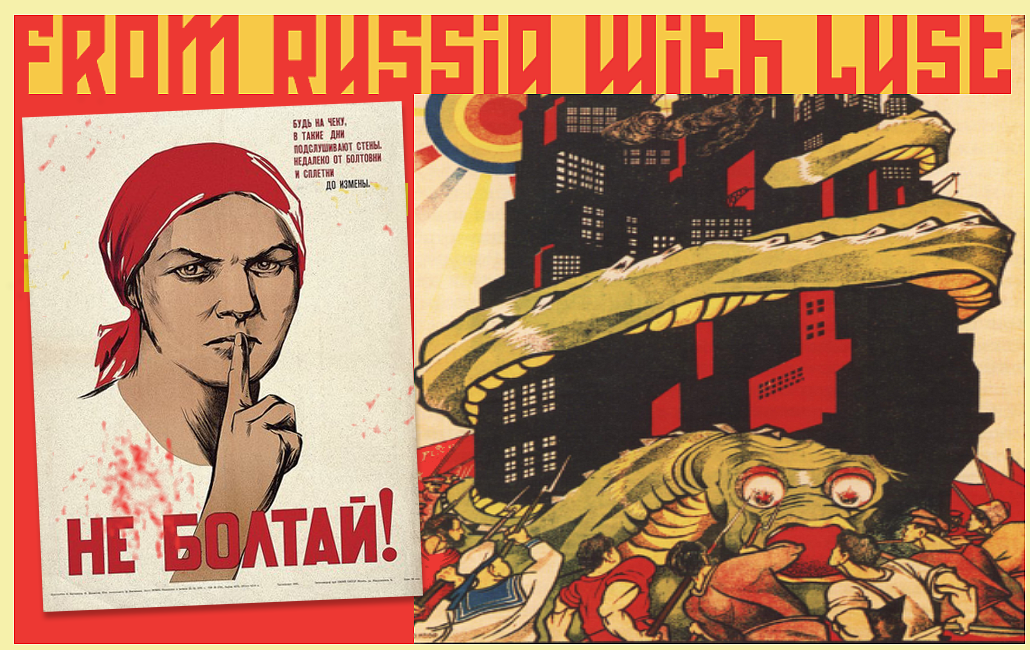 FROM RUSSIA WITH LUST
БУДЬ НА ЧЕКУ,
В ТАКИЕ ДНИ
ПОДСЛУШИВАЮТ СТЕНЫ.
НЕДАЛЕКО ОТ БОЛТОВНИ
И СПЛЕТНИ
ДО ИЗМЕНЫ.
НЕ БОЛТАЙ!